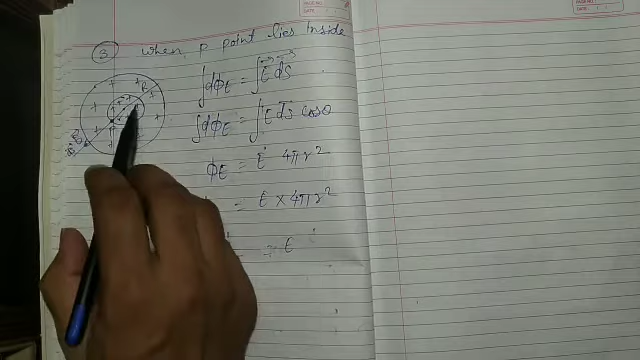 ③ when P point lies Inside
∫dϕE = ∫E⃗ ds⃗
∫dϕE = ∫E ds cosθ
ϕE = E 4πr²
= E × 4πr²
= E
R